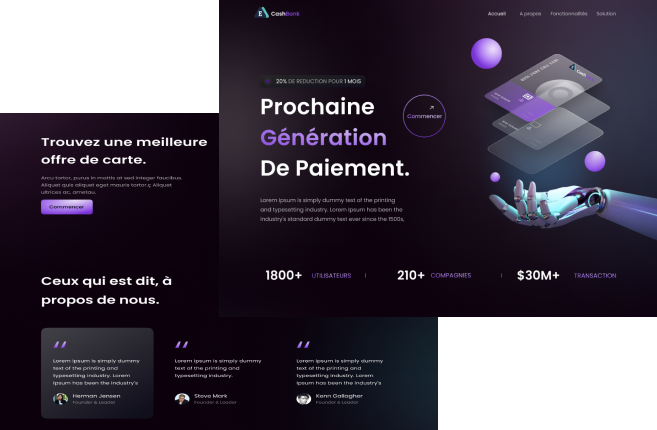 CashBank
Accueil
A propos
Fonctionnalités
Solution
20% DE REDUCTION POUR 1 MOIS
Prochaine
Génération
De Paiement.
Commencer
Lorem Ipsum is simply dummy text of the printing
and typesetting industry. Lorem Ipsum has been the
industry's standard dummy text ever since the 1500s,
1800+ UTILISATEURS
210+ COMPAGNIES
$30M+ TRANSACTION
Trouvez une meilleure
offre de carte.
Arcu tortor, purus in mattis at sed integer faucibus.
Aliquet quis aliquet eget mauris tortor.ç Aliquet
ultrices ac, ametau.
Commencer
Ceux qui est dit, à
propos de nous.
Lorem Ipsum is simply dummy
text of the printing and
typesetting industry. Lorem
Ipsum has been the industry's
Herman Jensen
Founder & Leader
Lorem Ipsum is simply dummy
text of the printing and
typesetting industry.
Steve Mark
Founder & Leader
Lorem Ipsum is simply dummy
text of the printing and
typesetting industry. Lorem
Ipsum has been the industry's
Kenn Gallagher
Founder & Leader